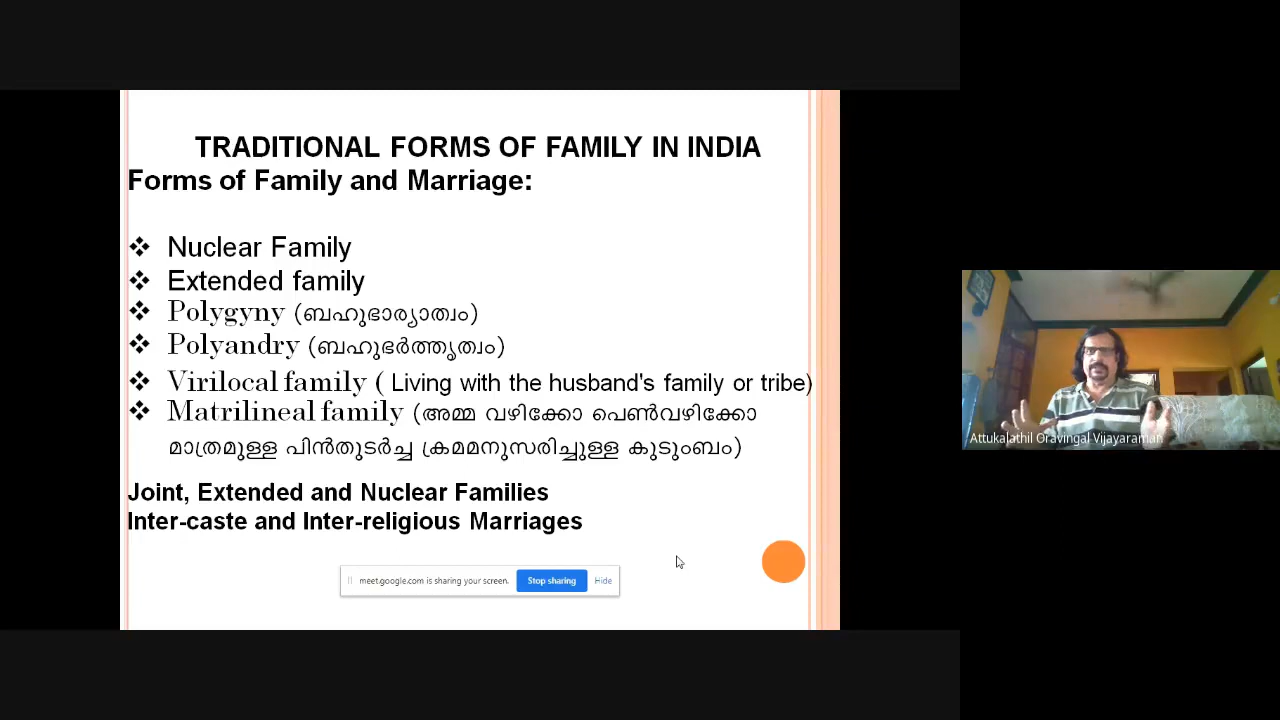 TRADITIONAL FORMS OF FAMILY IN INDIA
Forms of Family and Marriage:
❖ Nuclear Family
❖ Extended family
❖ Polygyny (ബഹുഭാര്യാത്വം)
❖ Polyandry (ബഹുഭർത്തൃത്വം)
❖ Virilocal family ( Living with the husband's family or tribe)
❖ Matrilineal family (അമ്മ വഴിക്കോ പെൺവഴിക്കോ
മാത്രമുള്ള പിൻതുടർച്ച ക്രമമനുസരിച്ചുള്ള കുടുംബം)
Joint, Extended and Nuclear Families
Inter-caste and Inter-religious Marriages
meet.google.com is sharing your screen. Stop sharing Hide
Attukalathil Oravingal Vijayaraman